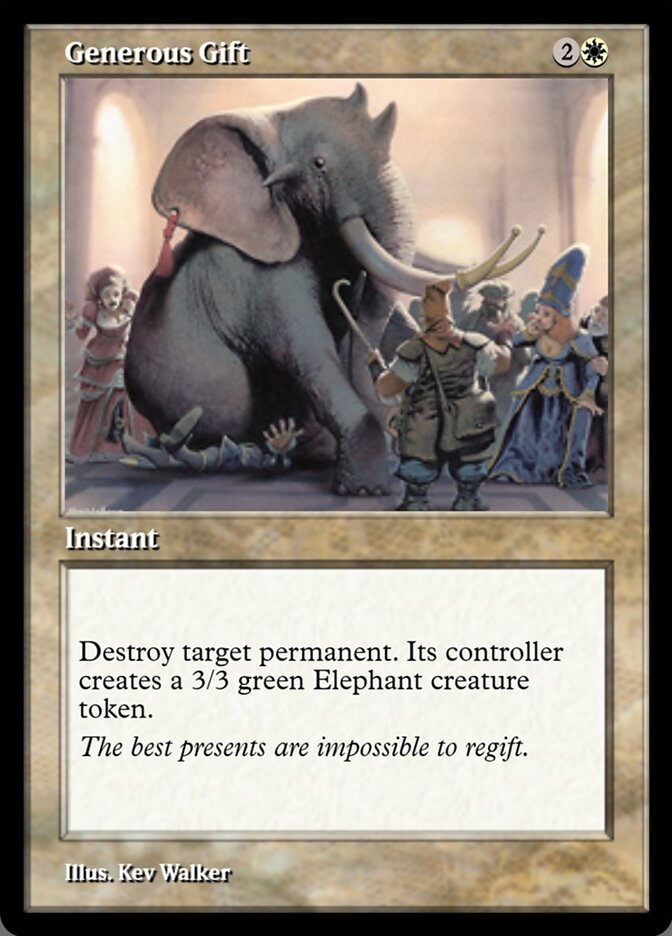 Generous Gift 2
Instant
Destroy target permanent. Its controller
creates a 3/3 green Elephant creature
token.
The best presents are impossible to regift.
Illus. Kev Walker